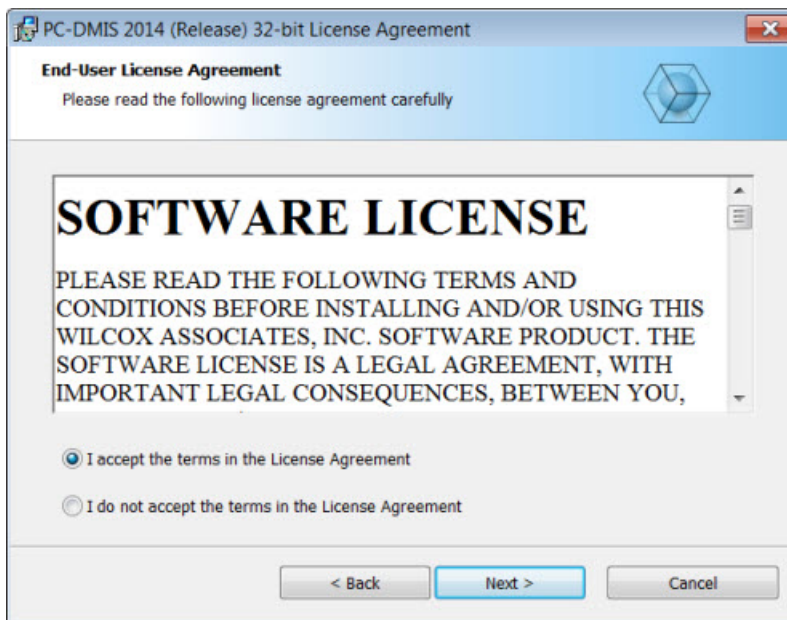 PC-DMIS 2014 (Release) 32-bit License Agreement
End-User License Agreement
Please read the following license agreement carefully
SOFTWARE LICENSE
PLEASE READ THE FOLLOWING TERMS AND
CONDITIONS BEFORE INSTALLING AND/OR USING THIS
WILCOX ASSOCIATES, INC. SOFTWARE PRODUCT. THE
SOFTWARE LICENSE IS A LEGAL AGREEMENT, WITH
IMPORTANT LEGAL CONSEQUENCES, BETWEEN YOU,
I accept the terms in the License Agreement
I do not accept the terms in the License Agreement
< Back
Next >
Cancel